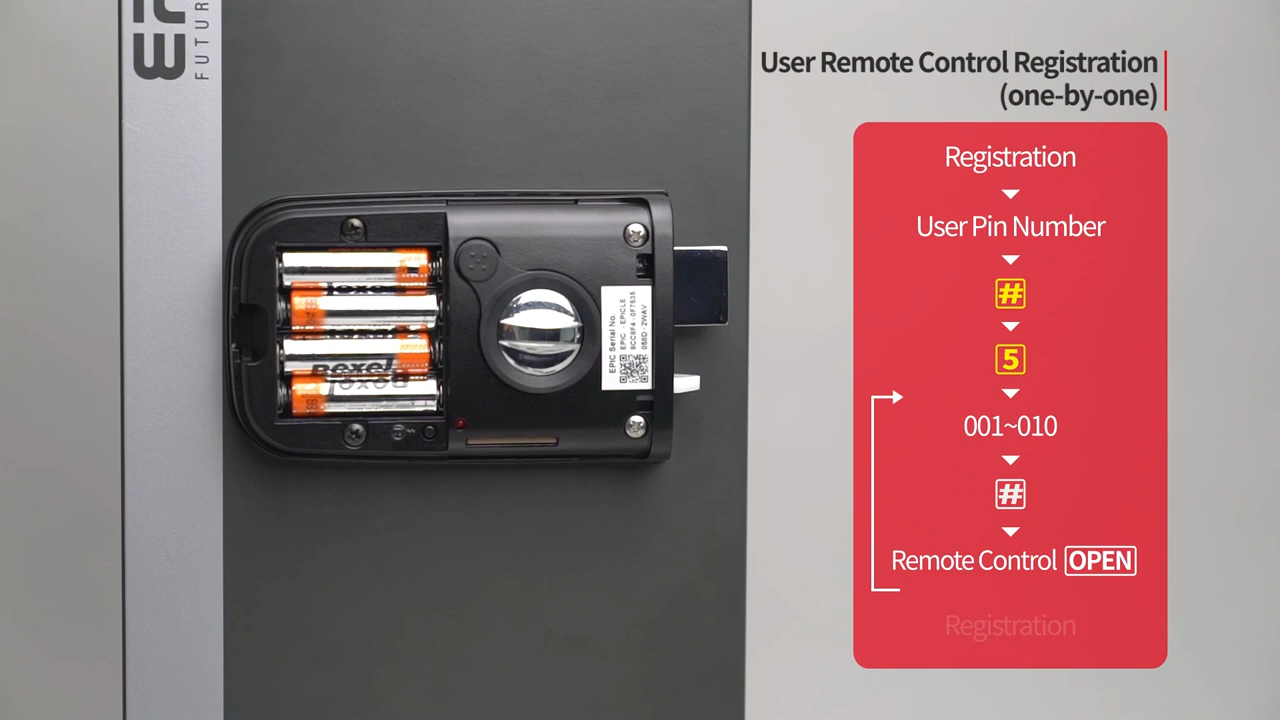 FUTUR
User Remote Control Registration
(one-by-one)
Registration
User Pin Number
#
5
001~010
#
Remote Control OPEN
Registration
EPIC Serial No.
EPIC - EPICLE